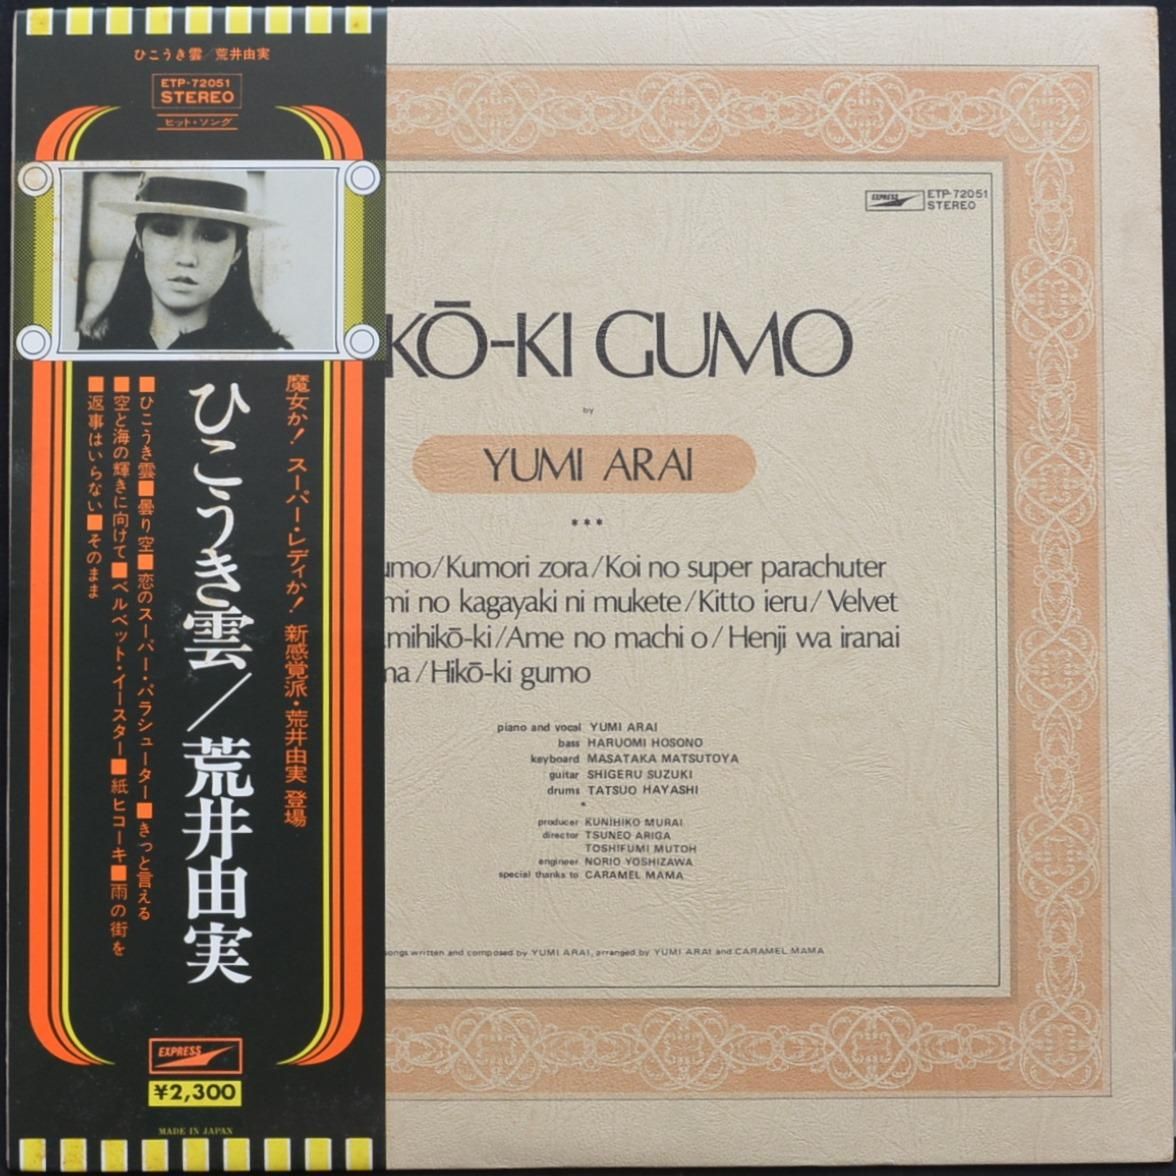 ひこうき雲/荒井由実
ETP-72051
STEREO
ヒット・ソング
魔女か! スーパー・レディか! 新感覚派・荒井由実 登場
ひこうき雲/荒井由実
■ひこうき雲■曇り空■恋のスーパー・パラシューター■きっと言える
■空と海の輝きに向けて■ベルベット・イースター■紙ヒコーキ■雨の街を
■返事はいらない■そのまま
EXPRESS
¥2,300
MADE IN JAPAN
EXPRESS ETP-72051
STEREO
KŌ-KI GUMO
by
YUMI ARAI
***
umo/Kumori zora/Koi no super parachuter
mi no kagayaki ni mukete/Kitto ieru/Velvet
amihikō-ki/Ame no machi o/Henji wa iranai
ma/Hikō-ki gumo
piano and vocal YUMI ARAI
bass HARUOMI HOSONO
keyboard MASATAKA MATSUTOYA
guitar SHIGERU SUZUKI
drums TATSUO HAYASHI
*
producer KUNIHIKO MURAI
director TSUNEO ARIGA
TOSHIFUMI MUTOH
engineer NORIO YOSHIZAWA
special thanks to CARAMEL MAMA
songs written and composed by YUMI ARAI, arranged by YUMI ARAI and CARAMEL MAMA